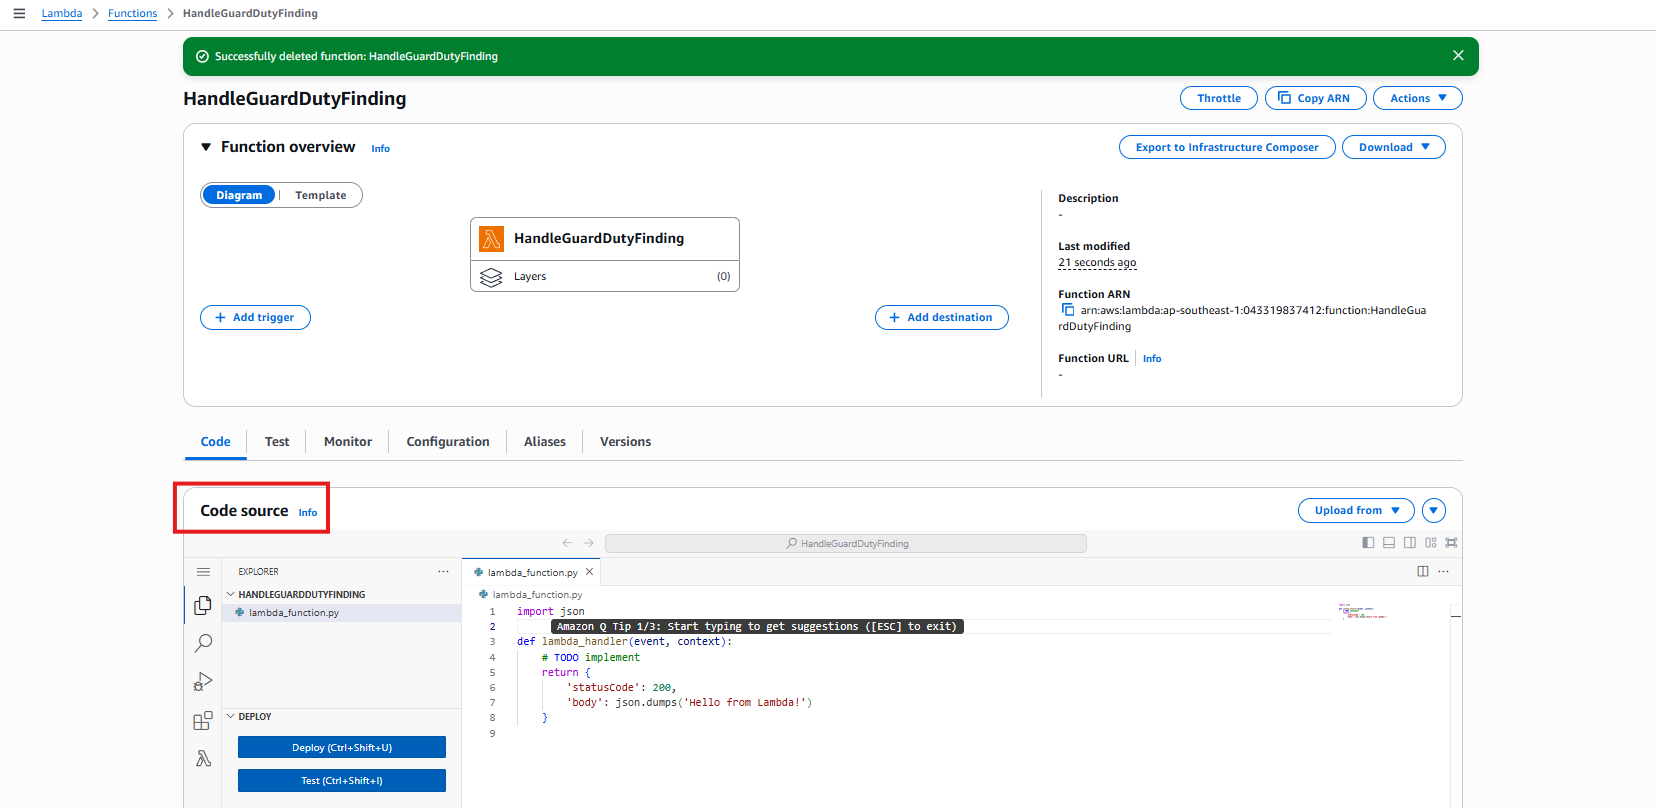 Lambda > Functions > HandleGuardDutyFinding
Successfully deleted function: HandleGuardDutyFinding
HandleGuardDutyFinding
Throttle
Copy ARN
Actions
Function overview Info
Export to Infrastructure Composer
Download
Diagram
Template
HandleGuardDutyFinding
Layers (0)
+ Add trigger
+ Add destination
Description
-
Last modified
21 seconds ago
Function ARN
arn:aws:lambda:ap-southeast-1:043319837412:function:HandleGua
rdDutyFinding
Function URL Info
-
Code
Test
Monitor
Configuration
Aliases
Versions
Code source Info
Upload from
HandleGuardDutyFinding
EXPLORER
HANDLEGUARDDUTYFINDING
lambda_function.py
DEPLOY
Deploy (Ctrl+Shift+U)
Test (Ctrl+Shift+I)
lambda_function.py
lambda_function.py
1 import json
2 Amazon Q Tip 1/3: Start typing to get suggestions ([ESC] to exit)
3 def lambda_handler(event, context):
4 # TODO implement
5 return {
6 'statusCode': 200,
7 'body': json.dumps('Hello from Lambda!')
8 }
9